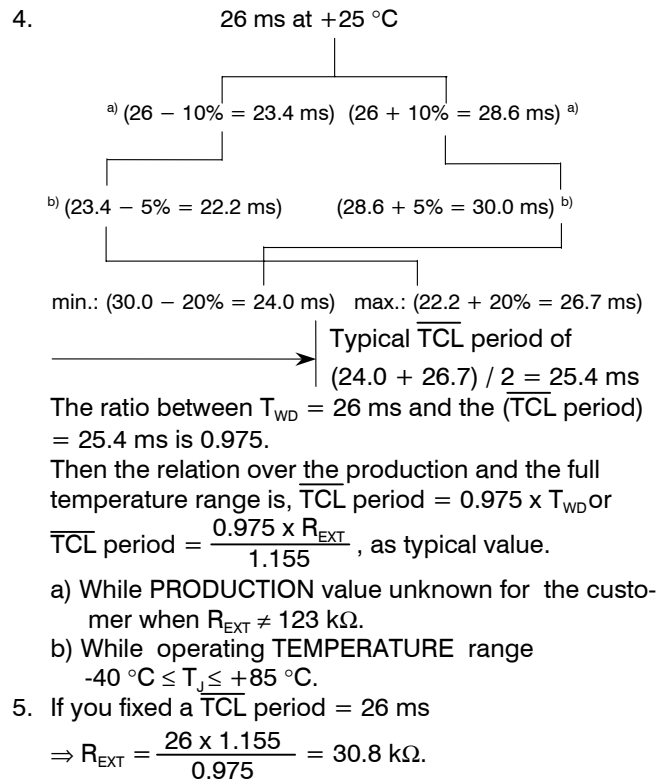 4. 26 ms at +25 °C
a) (26 – 10% = 23.4 ms) (26 + 10% = 28.6 ms) a)
b) (23.4 – 5% = 22.2 ms) (28.6 + 5% = 30.0 ms) b)
min.: (30.0 – 20% = 24.0 ms) max.: (22.2 + 20% = 26.7 ms)
Typical T̅C̅L̅ period of
(24.0 + 26.7) / 2 = 25.4 ms
The ratio between T_WD = 26 ms and the (T̅C̅L̅ period)
= 25.4 ms is 0.975.
Then the relation over the production and the full
temperature range is, T̅C̅L̅ period = 0.975 x T_WD or
T̅C̅L̅ period = 0.975 x R_EXT / 1.155 , as typical value.
a) While PRODUCTION value unknown for the custo-
mer when R_EXT ≠ 123 kΩ.
b) While operating TEMPERATURE range
-40 °C ≤ T_J ≤ +85 °C.
5. If you fixed a T̅C̅L̅ period = 26 ms
⇒ R_EXT = 26 x 1.155 / 0.975 = 30.8 kΩ.